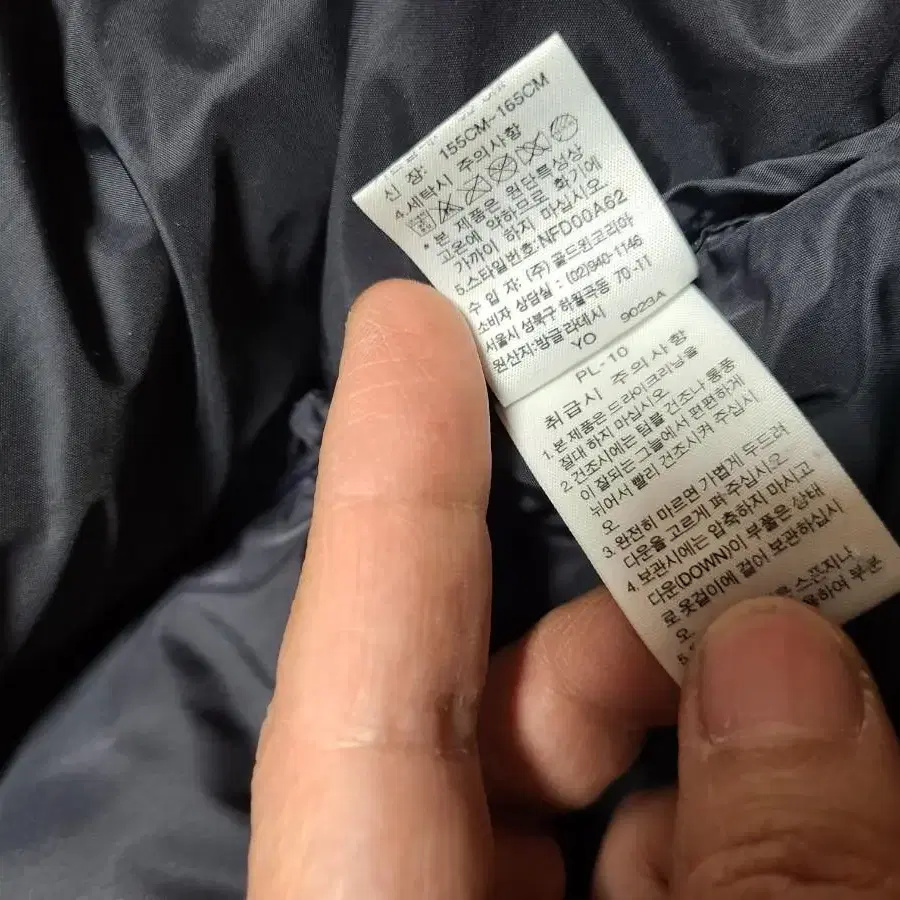 신 장: 155CM-165CM
4.세탁시 주의사항
* 본 제품은 원단특성상
고온에 약하므로 화기에
가까이 하지 마십시오
5.스타일번호:NFD00A62
수 입 자: (주) 골드윈코리아
소비자 상담실 : (02)940-1146
서울시 성북구 하월곡동 70-11
원산지:방글라데시
YO 9023A
PL-10
취급시 주의사항
1. 본 제품은 드라이크리닝을
절대 하지 마십시오
2 건조시에는 텀블 건조나 통풍
이 잘되는 그늘에서 편편하게
뉘어서 빨리 건조시켜 주십시
오
3. 완전히 마르면 가볍게 두드려
다운을 고르게 펴 주십시오
4. 보관시에는 압축하지 마시고
다운(DOWN)이 부풀은 상태
로 옷걸이에 걸어 보관하십시
오
5. 스폰지나
하여 부분